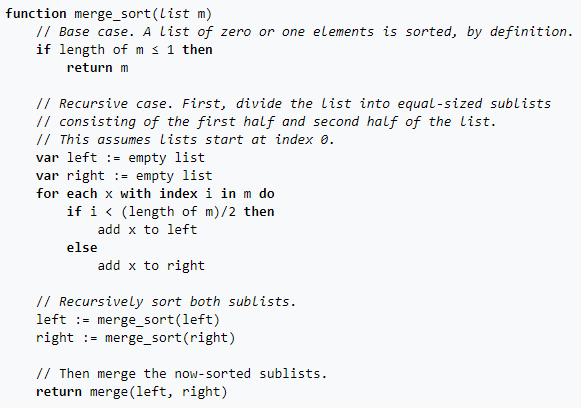 function merge_sort(list m)
    // Base case. A list of zero or one elements is sorted, by definition.
    if length of m ≤ 1 then
        return m

    // Recursive case. First, divide the list into equal-sized sublists
    // consisting of the first half and second half of the list.
    // This assumes lists start at index 0.
    var left := empty list
    var right := empty list
    for each x with index i in m do
        if i < (length of m)/2 then
            add x to left
        else
            add x to right

    // Recursively sort both sublists.
    left := merge_sort(left)
    right := merge_sort(right)

    // Then merge the now-sorted sublists.
    return merge(left, right)